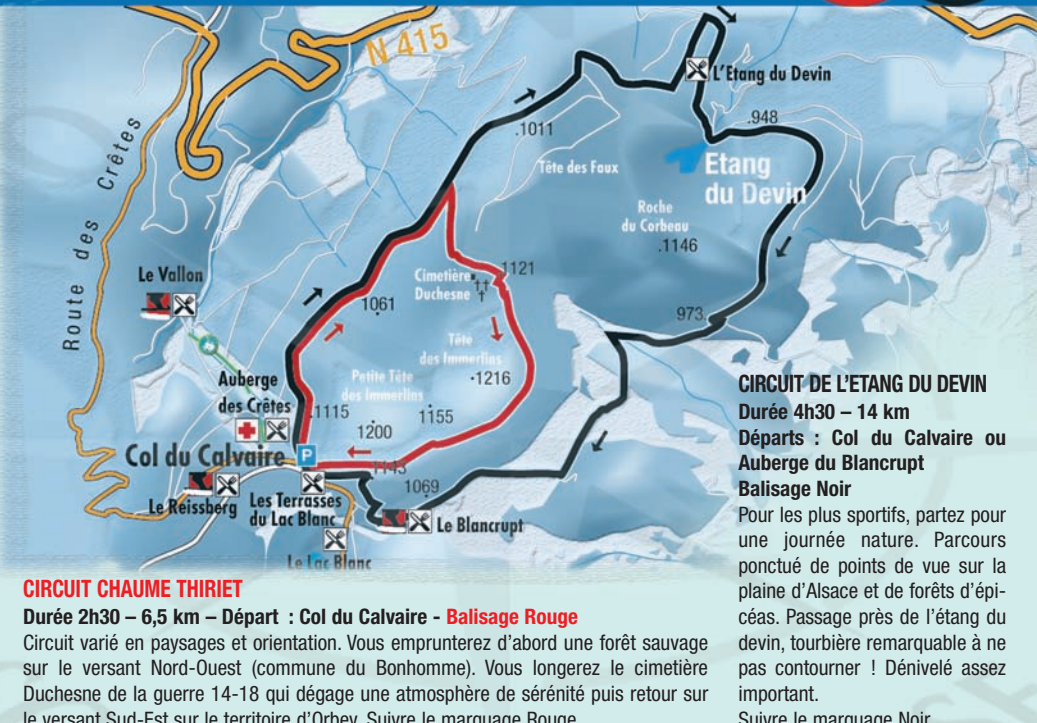 N 415
L'Etang du Devin
.948
.1011
Route des Crêtes
Tête des Faux
Etang
du Devin
Roche
du Corbeau
.1146
Le Vallon
Cimetière
Duchesne
1121
1061
973.
Tête
des Immerlins
·1216
Petite Tête
des Immerlins
Auberge
des Crêtes
.1115
1155
1200
P
Col du Calvaire
1143
1069
Le Reissberg
Les Terrasses
du Lac Blanc
Le Blancrupt
Le Lac Blanc
CIRCUIT DE L'ETANG DU DEVIN
Durée 4h30 – 14 km
Départs : Col du Calvaire ou
Auberge du Blancrupt
Balisage Noir
Pour les plus sportifs, partez pour
une journée nature. Parcours
ponctué de points de vue sur la
plaine d'Alsace et de forêts d'épi-
céas. Passage près de l'étang du
devin, tourbière remarquable à ne
pas contourner ! Dénivelé assez
important.
Suivre le marquage Noir
CIRCUIT CHAUME THIRIET
Durée 2h30 – 6,5 km – Départ : Col du Calvaire - Balisage Rouge
Circuit varié en paysages et orientation. Vous emprunterez d'abord une forêt sauvage
sur le versant Nord-Ouest (commune du Bonhomme). Vous longerez le cimetière
Duchesne de la guerre 14-18 qui dégage une atmosphère de sérénité puis retour sur
le versant Sud-Est sur le territoire d'Orbey. Suivre le marquage Rouge